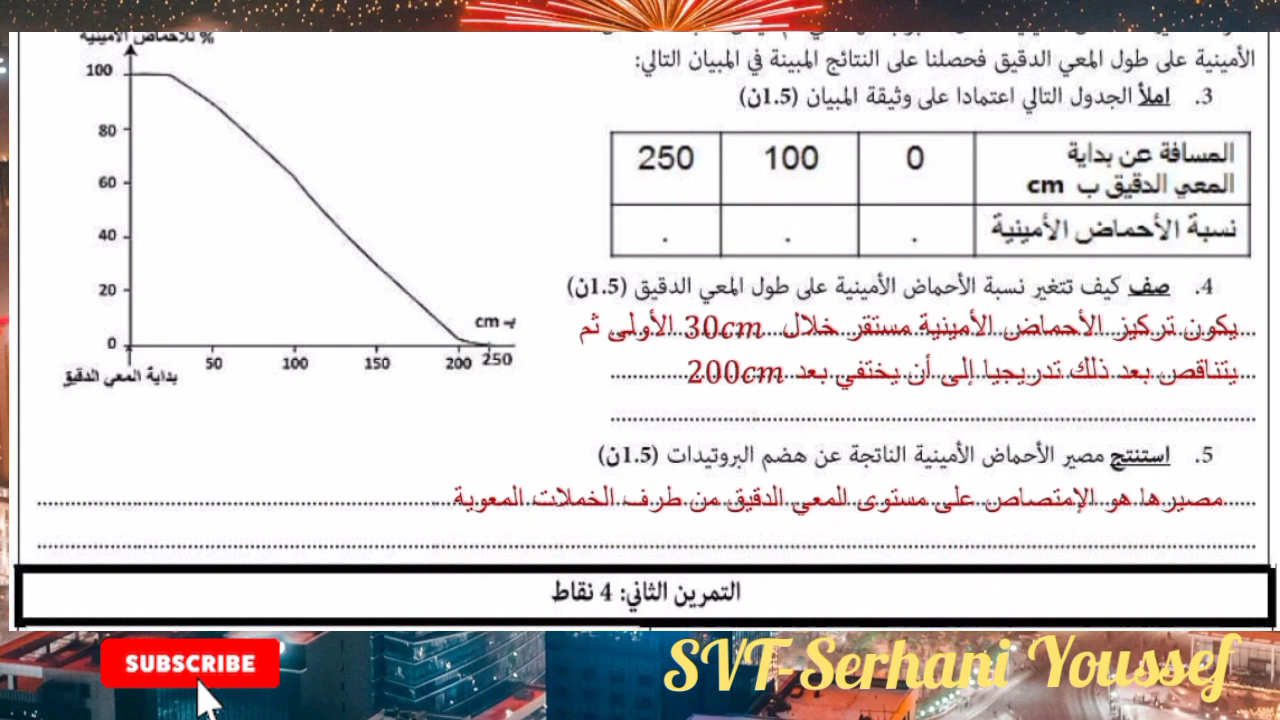 % للأحماض الأمينية
100
80
60
40
20
0
50
100
150
200
250
بـ cm
بداية المعي الدقيق
الأمينية على طول المعي الدقيق فحصلنا على النتائج المبينة في المبيان التالي:
3. املأ الجدول التالي اعتمادا على وثيقة المبيان (1.5ن)
المسافة عن بداية المعي الدقيق ب cm 0 100 250
نسبة الأحماض الأمينية . . .
4. صف كيف تتغير نسبة الأحماض الأمينية على طول المعي الدقيق (1.5ن)
يكون تركيز الأحماض الأمينية مستقر خلال 30cm الأولى ثم
يتناقص بعد ذلك تدريجيا إلى أن يختفي بعد 200cm
5. استنتج مصير الأحماض الأمينية الناتجة عن هضم البروتيدات (1.5ن)
مصيرها هو الإمتصاص على مستوى المعي الدقيق من طرف الخملات المعوية
التمرين الثاني: 4 نقاط
SUBSCRIBE
SVT-Serhani Youssef